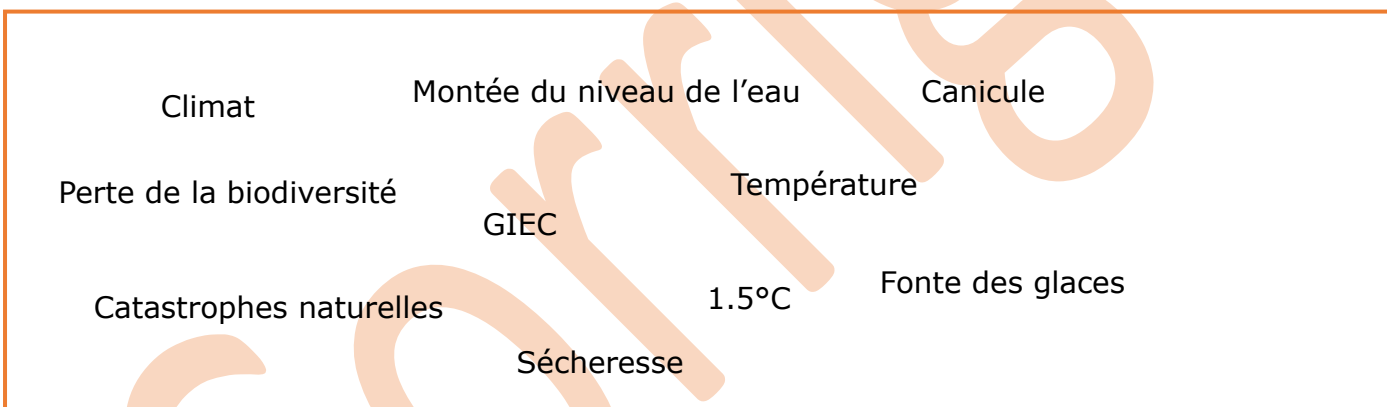 Climat
Montée du niveau de l’eau
Canicule
Perte de la biodiversité
Température
GIEC
Catastrophes naturelles
1.5°C
Fonte des glaces
Sécheresse